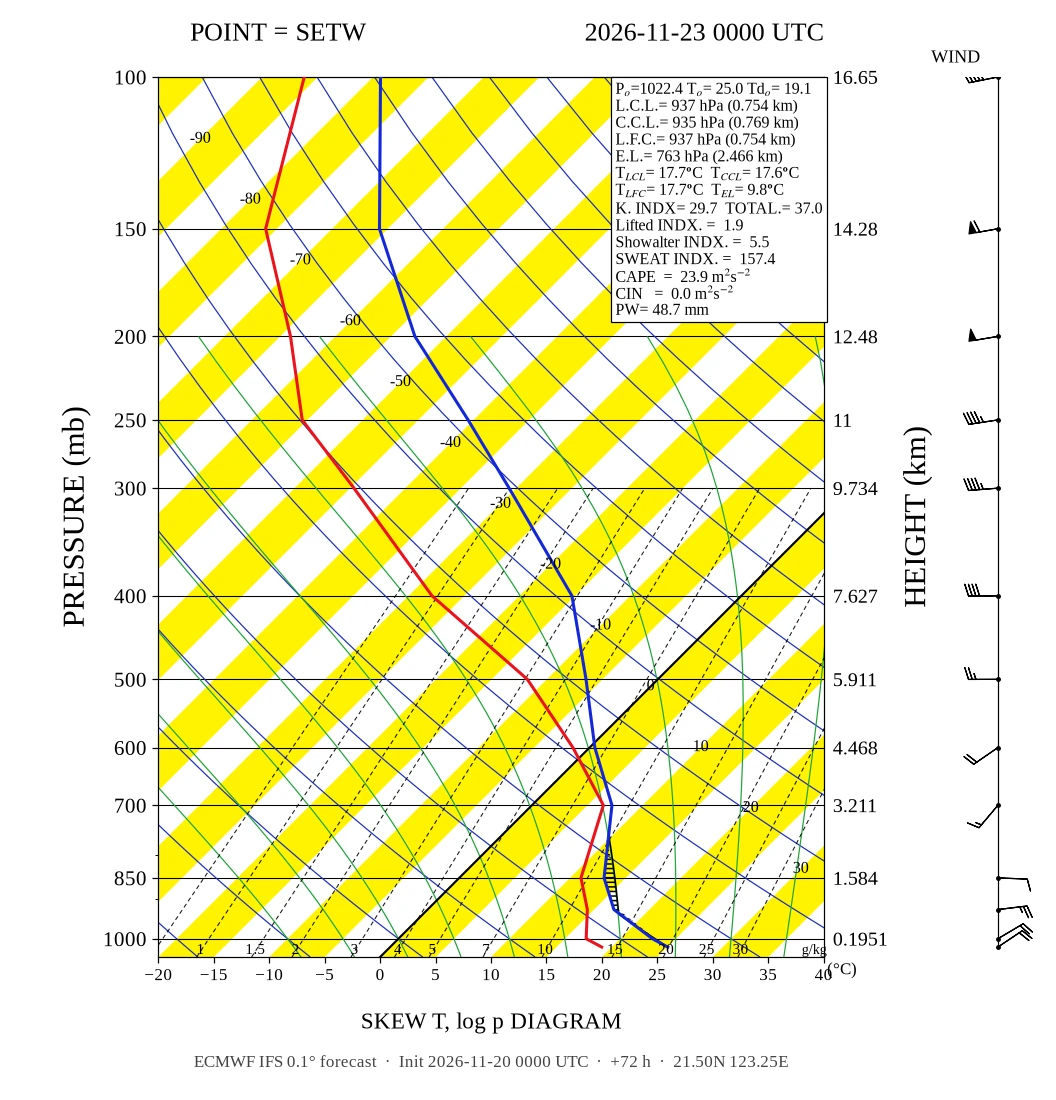 POINT = SETW
2026-11-23 0000 UTC
WIND
Pₒ=1022.4 Tₒ= 25.0 Tdₒ= 19.1
L.C.L.= 937 hPa (0.754 km)
C.C.L.= 935 hPa (0.769 km)
L.F.C.= 937 hPa (0.754 km)
E.L.= 763 hPa (2.466 km)
T_LCL= 17.7°C T_CCL= 17.6°C
T_LFC= 17.7°C T_EL= 9.8°C
K. INDX= 29.7 TOTAL.= 37.0
Lifted INDX. = 1.9
Showalter INDX. = 5.5
SWEAT INDX. = 157.4
CAPE = 23.9 m²s⁻²
CIN = 0.0 m²s⁻²
PW= 48.7 mm
PRESSURE (mb)
100
150
200
250
300
400
500
600
700
850
1000
-90
-80
-70
-60
-50
-40
-30
-20
-10
0
10
20
30
16.65
14.28
12.48
11
9.734
7.627
5.911
4.468
3.211
1.584
0.1951
HEIGHT (km)
1 1.5 2 3 4 5 7 10 15 20 25 30 g/kg
−20 −15 −10 −5 0 5 10 15 20 25 30 35 40 (°C)
SKEW T, log p DIAGRAM
ECMWF IFS 0.1° forecast · Init 2026-11-20 0000 UTC · +72 h · 21.50N 123.25E